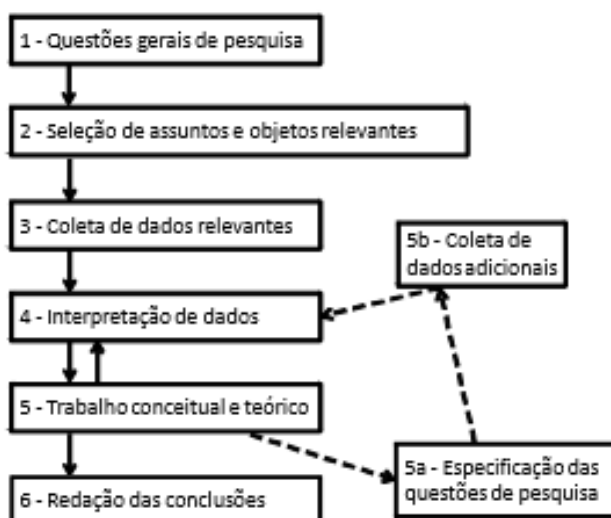 1 - Questões gerais de pesquisa
2 - Seleção de assuntos e objetos relevantes
3 - Coleta de dados relevantes
5b - Coleta de
dados adicionais
4 - Interpretação de dados
5 - Trabalho conceitual e teórico
5a - Especificação das
questões de pesquisa
6 - Redação das conclusões